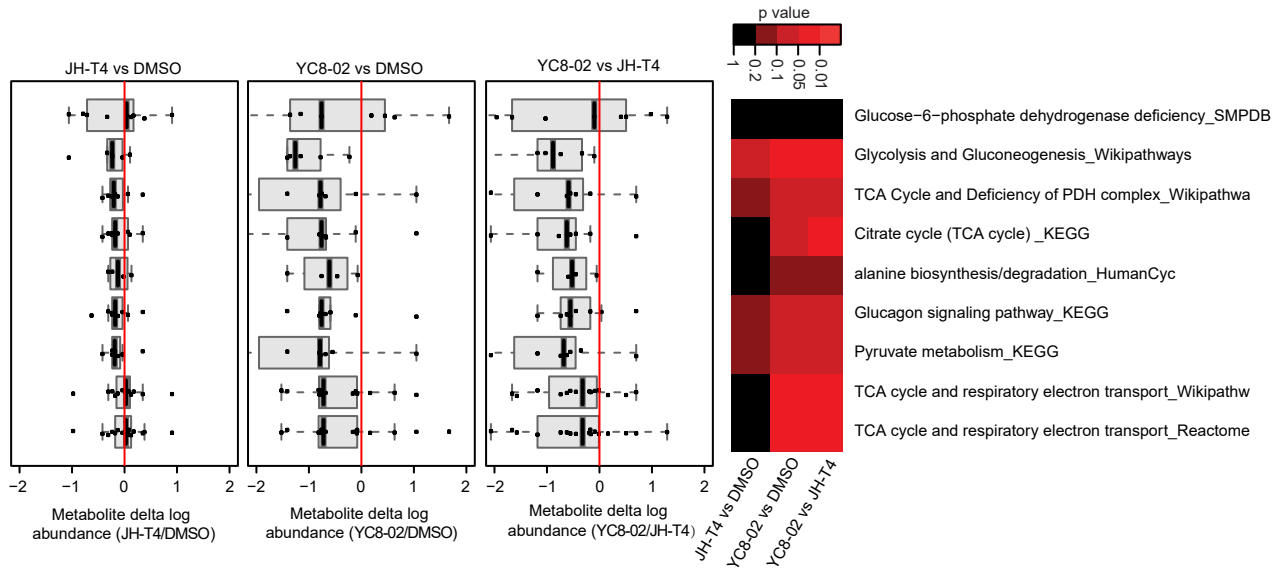 p value
1
0.2
0.1
0.05
0.01
JH-T4 vs DMSO
YC8-02 vs DMSO
YC8-02 vs JH-T4
Glucose−6−phosphate dehydrogenase deficiency_SMPDB
Glycolysis and Gluconeogenesis_Wikipathways
TCA Cycle and Deficiency of PDH complex_Wikipathwa
Citrate cycle (TCA cycle) _KEGG
alanine biosynthesis/degradation_HumanCyc
Glucagon signaling pathway_KEGG
Pyruvate metabolism_KEGG
TCA cycle and respiratory electron transport_Wikipathw
TCA cycle and respiratory electron transport_Reactome
−2 −1 0 1 2
−2 −1 0 1 2
−2 −1 0 1 2
Metabolite delta log
abundance (JH-T4/DMSO)
Metabolite delta log
abundance (YC8-02/DMSO)
Metabolite delta log
abundance (YC8-02/JH-T4)
JH-T4 vs DMSO
YC8-02 vs DMSO
YC8-02 vs JH-T4